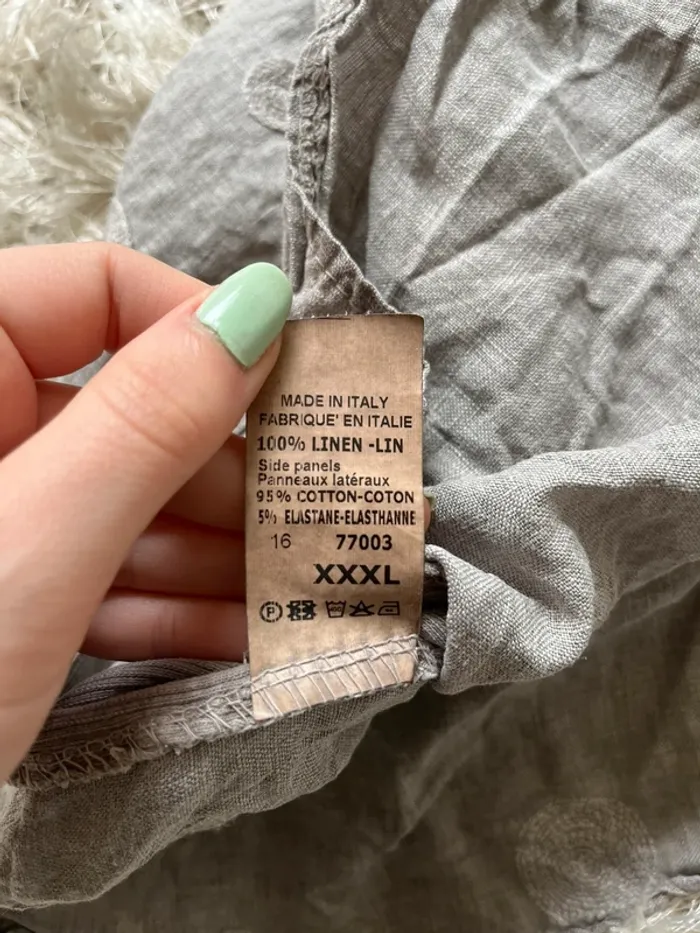 MADE IN ITALY
FABRIQUE' EN ITALIE
100% LINEN -LIN
Side panels
Panneaux latéraux
95% COTTON-COTON
5% ELASTANE-ELASTHANNE
16 77003
XXXL
P